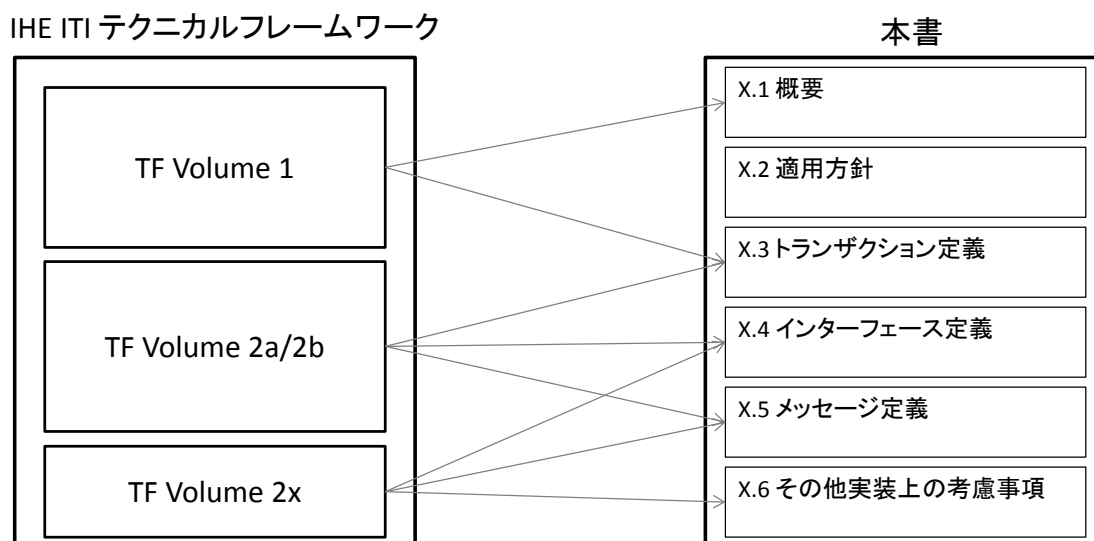 IHE ITI テクニカルフレームワーク
TF Volume 1
TF Volume 2a/2b
TF Volume 2x
本書
X.1 概要
X.2 適用方針
X.3 トランザクション定義
X.4 インターフェース定義
X.5 メッセージ定義
X.6 その他実装上の考慮事項